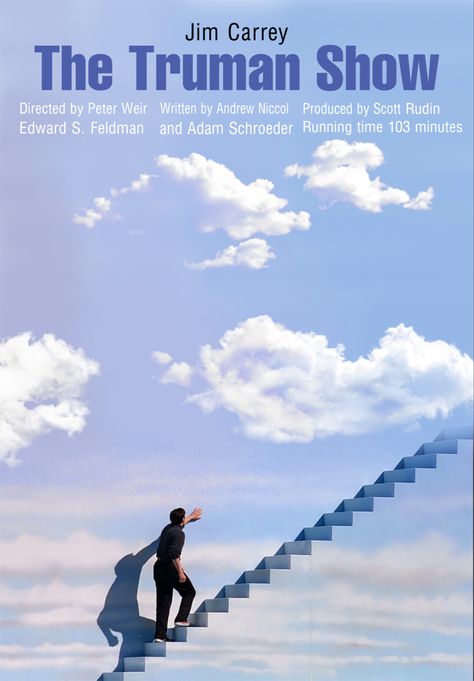 Jim Carrey
The Truman Show
Directed by Peter Weir Written by Andrew Niccol Produced by Scott Rudin
Edward S. Feldman and Adam Schroeder Running time 103 minutes